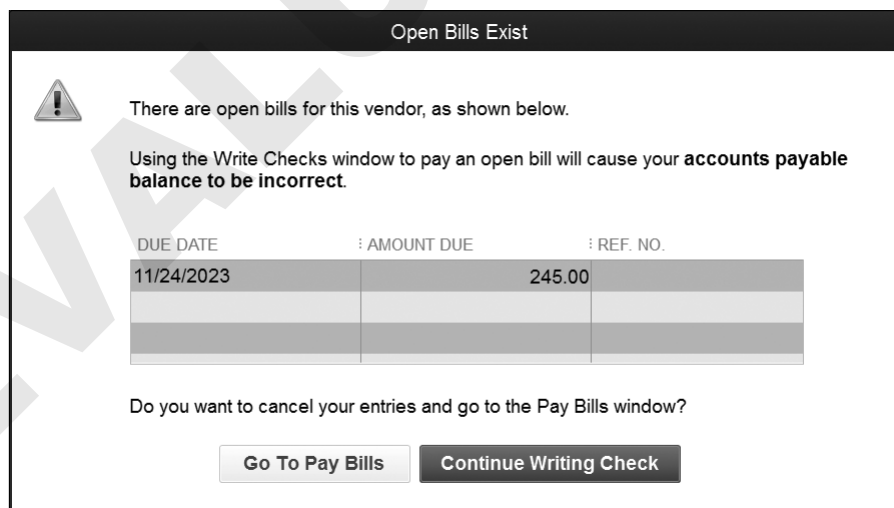 Open Bills Exist
There are open bills for this vendor, as shown below.
Using the Write Checks window to pay an open bill will cause your accounts payable
balance to be incorrect.
DUE DATE AMOUNT DUE REF. NO.
11/24/2023 245.00
Do you want to cancel your entries and go to the Pay Bills window?
Go To Pay Bills Continue Writing Check